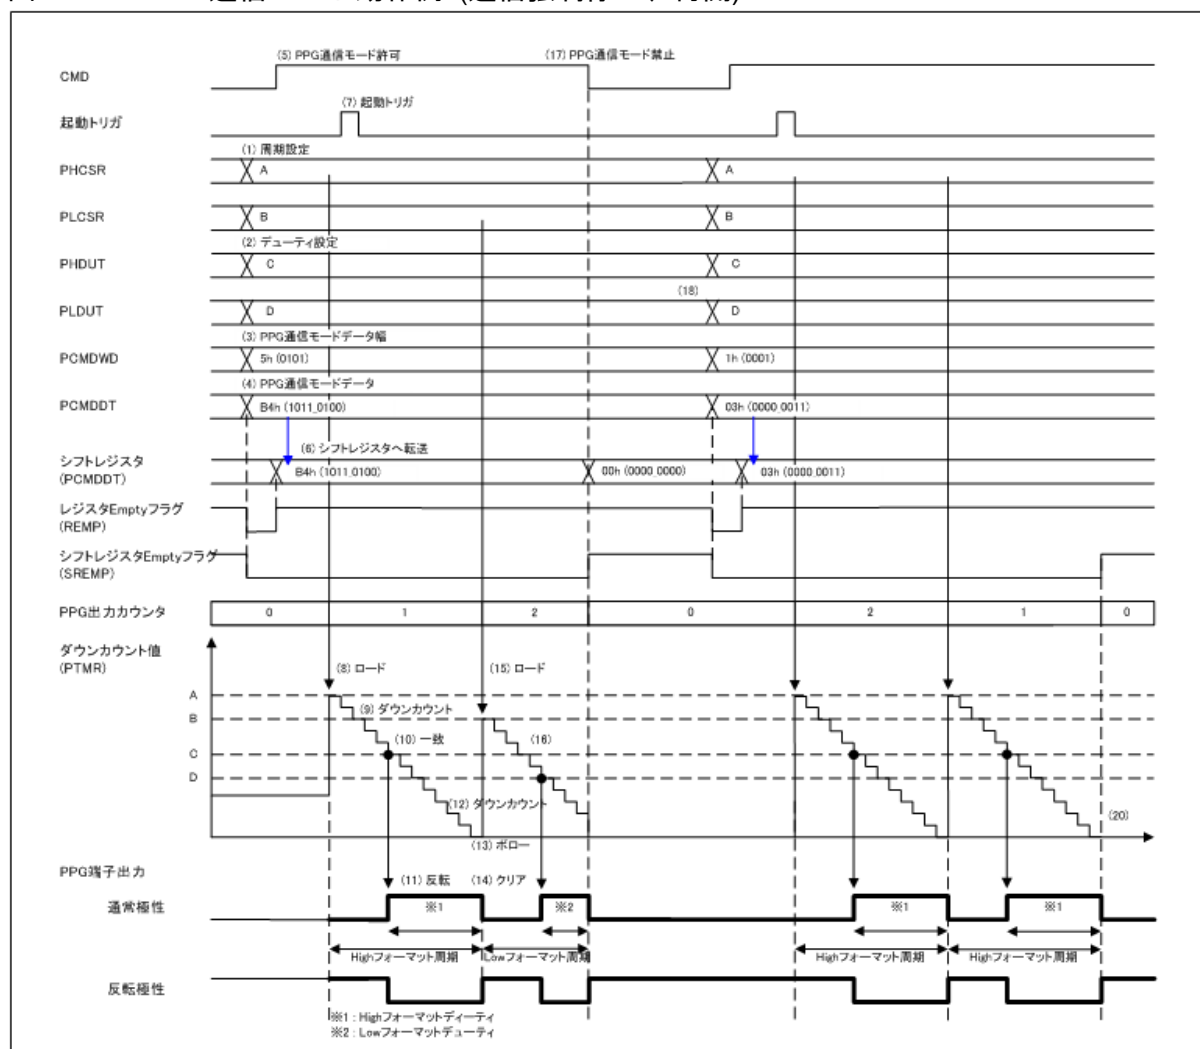 (5) PPG通信モード許可
(17) PPG通信モード禁止
CMD
(7) 起動トリガ
起動トリガ
(1) 周期設定
PHCSR
A
A
PLCSR
B
B
(2) デューティ設定
PHDUT
C
C
(18)
PLDUT
D
D
(3) PPG通信モードデータ幅
PCMDWD
5h (0101)
1h (0001)
(4) PPG通信モードデータ
PCMDDT
B4h (1011_0100)
03h (0000_0011)
(6) シフトレジスタへ転送
シフトレジスタ
(PCMDDT)
B4h (1011_0100)
00h (0000_0000)
03h (0000_0011)
レジスタEmptyフラグ
(REMP)
シフトレジスタEmptyフラグ
(SREMP)
PPG出力カウンタ
0
1
2
0
2
1
0
ダウンカウント値
(PTMR)
(8) ロード
(15) ロード
A
B
(9) ダウンカウント
(10) 一致
(16)
C
D
(12) ダウンカウント
(20)
(13) ボロー
PPG端子出力
(11) 反転
(14) クリア
通常極性
※1
※2
※1
※1
Highフォーマット周期
Lowフォーマット周期
Highフォーマット周期
Highフォーマット周期
反転極性
※1 : Highフォーマットディーティ
※2 : Lowフォーマットデューティ